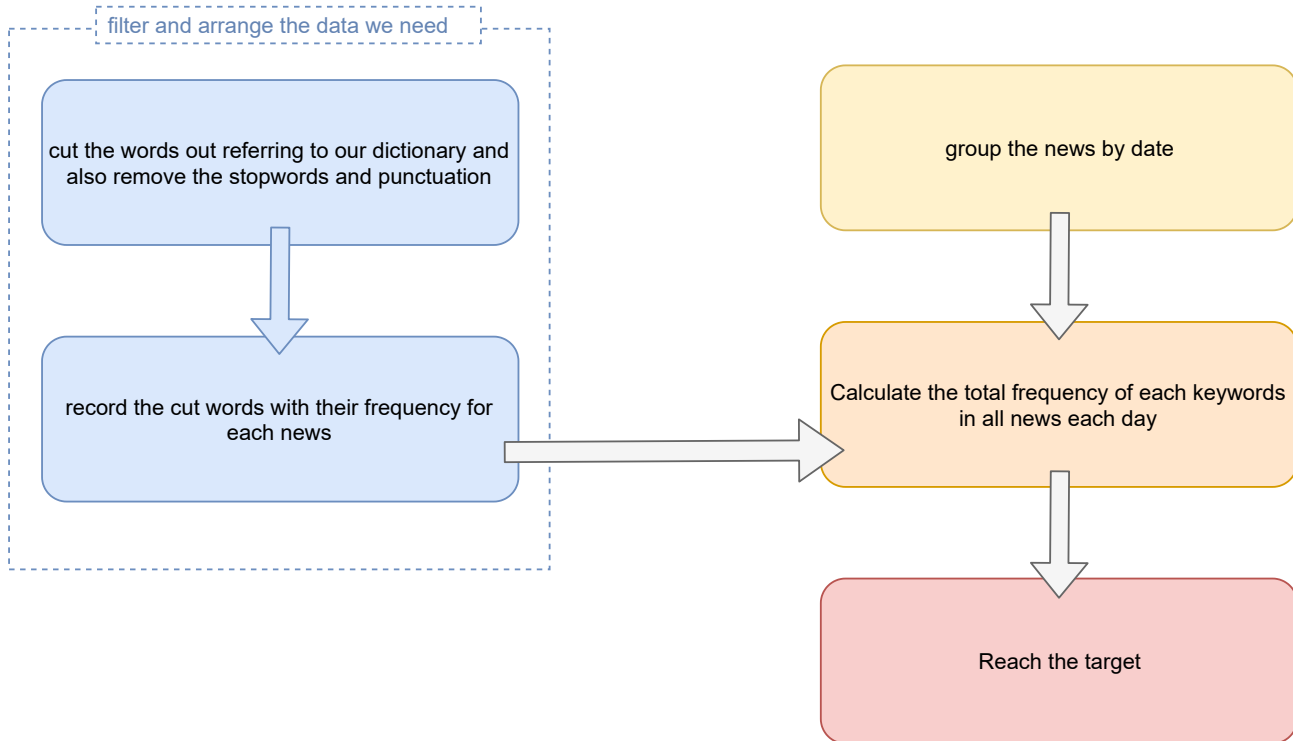 filter and arrange the data we need
cut the words out referring to our dictionary and
also remove the stopwords and punctuation
record the cut words with their frequency for
each news
group the news by date
Calculate the total frequency of each keywords
in all news each day
Reach the target